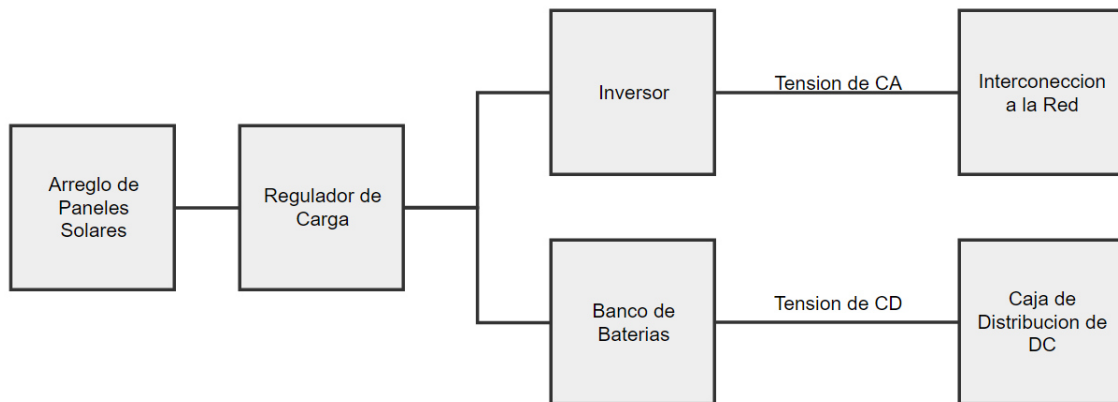 Arreglo de
Paneles
Solares
Regulador de
Carga
Inversor
Tension de CA
Interconeccion
a la Red
Banco de
Baterias
Tension de CD
Caja de
Distribucion de
DC